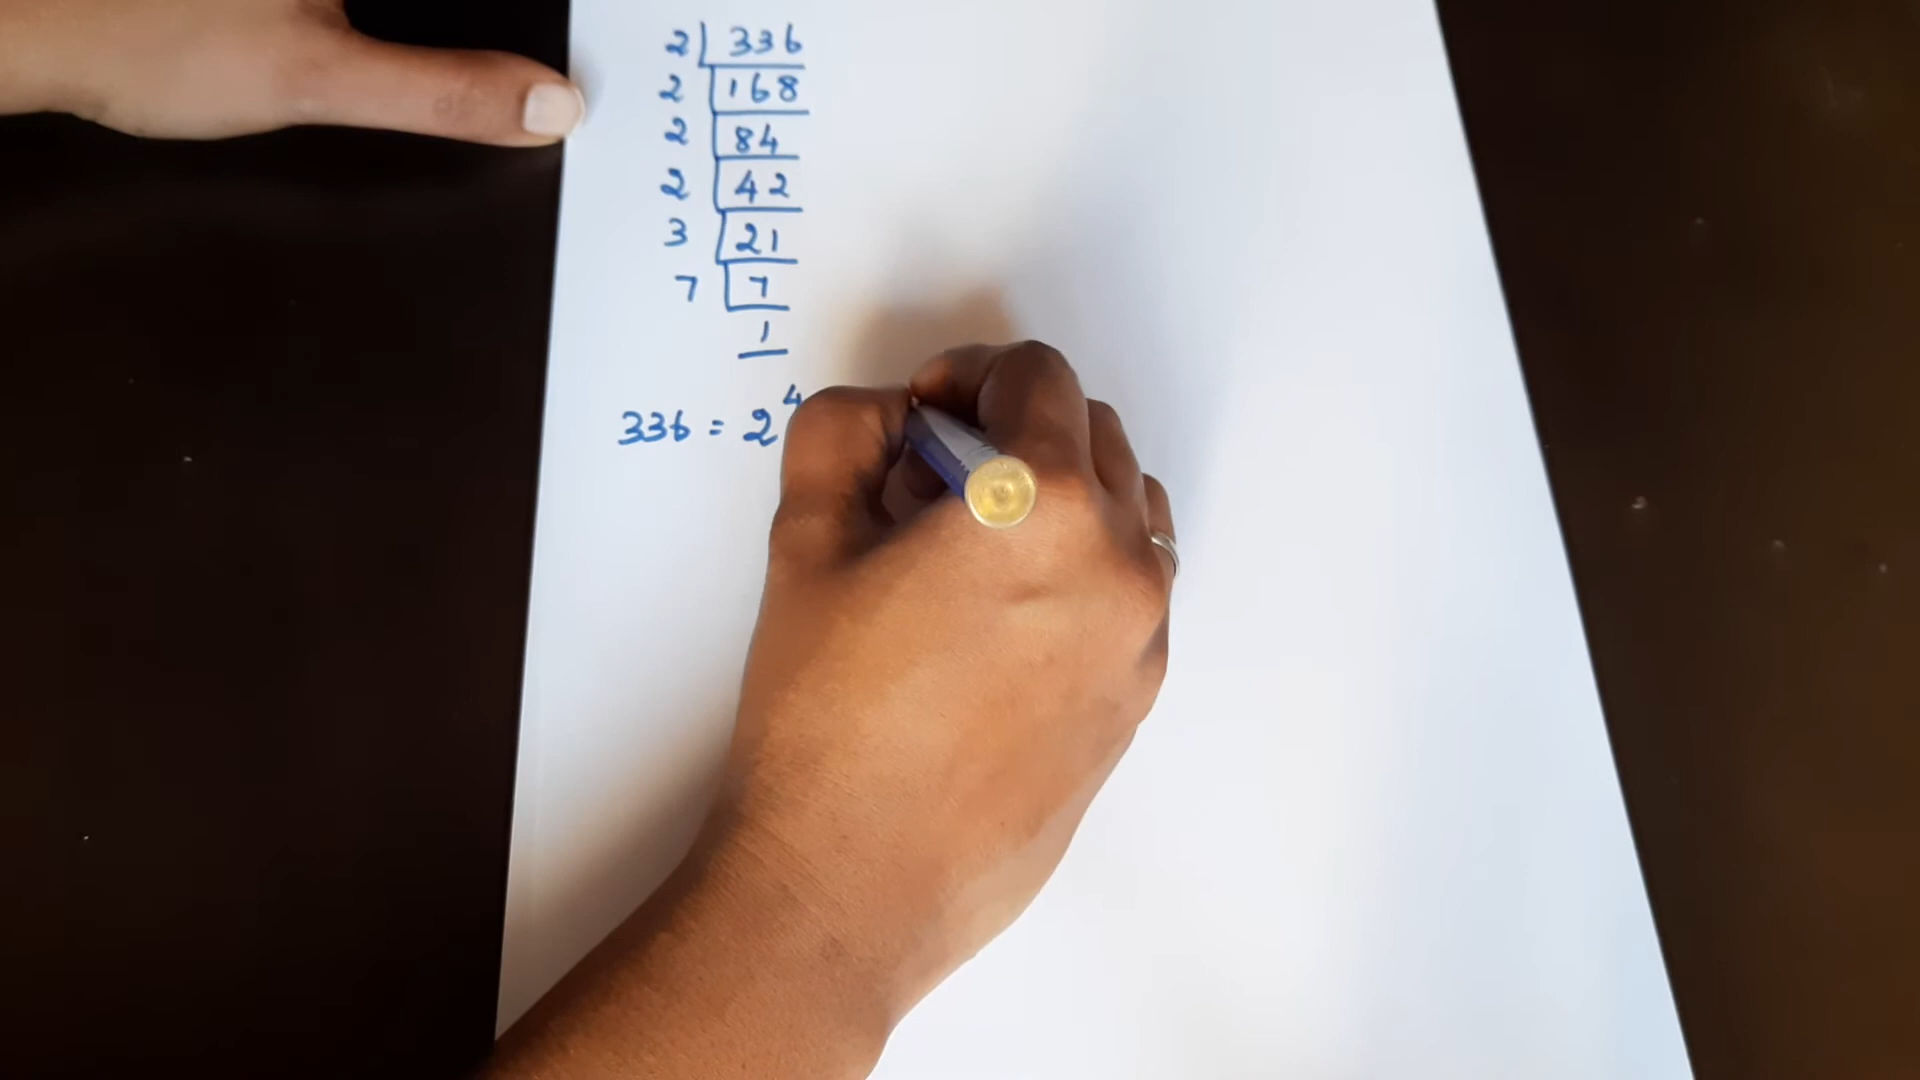 2 | 336
2 | 168
2 | 84
2 | 42
3 | 21
7 | 7
1
336 = 2⁴